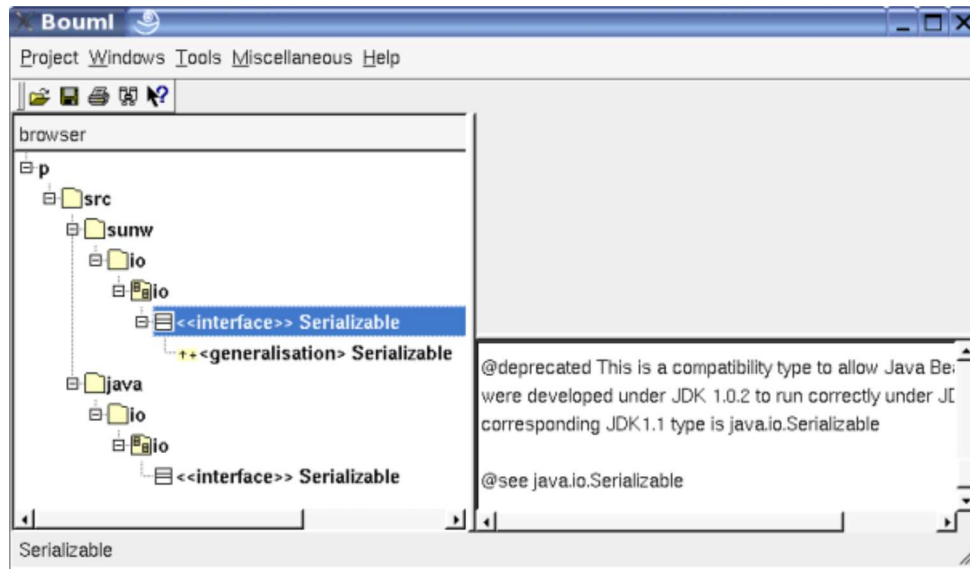 Bouml
Project Windows Tools Miscellaneous Help
browser
p
src
sunw
io
io
<<interface>> Serializable
<generalisation> Serializable
java
io
io
<<interface>> Serializable
@deprecated This is a compatibility type to allow Java
were developed under JDK 1.0.2 to run correctly under
corresponding JDK1.1 type is java.io.Serializable
@see java.io.Serializable
Serializable